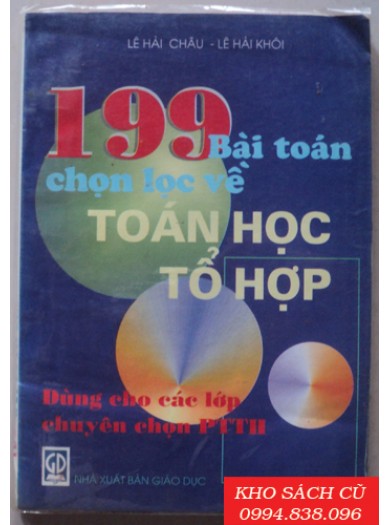 LÊ HẢI CHÂU - LÊ HẢI KHÔI
199 Bài toán
chọn lọc về
TOÁN HỌC
TỔ HỢP
Dùng cho các lớp
chuyên chọn PTTH
GD
NHÀ XUẤT BẢN GIÁO DỤC
KHO SÁCH CŨ
0994.838.096